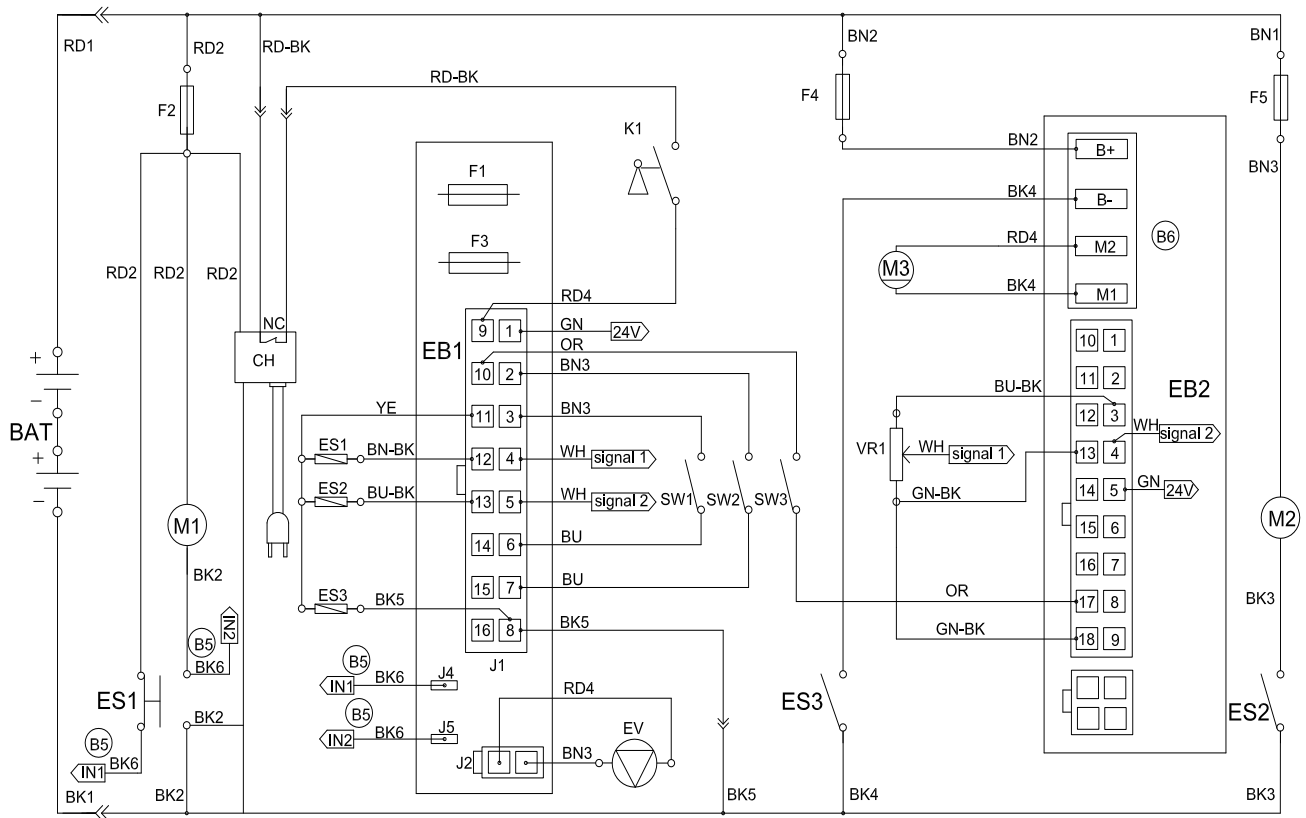 RD1 RD2 RD-BK BN2 BN1
RD-BK
F2 F4 F5
K1
BN2 B+ BN3
F1
BK4 B-
F3 RD4 M2 B6
RD2 RD2 RD2 M3
BK4 M1
RD4
NC 9 1 GN 24V
CH EB1 OR 10 1
10 2 BN3 11 2 EB2
+ BU-BK
- YE 11 3 BN3 12 3
BAT ES1 BN-BK 12 4 WH signal 1 VR1 WH signal 1 13 4 WH signal 2
+ ES2 BU-BK 13 5 WH signal 2 SW1 SW2 SW3 GN-BK 14 5 GN 24V
-
M1 14 6 BU 15 6 M2
BK2 15 7 BU 16 7
ES3 BK5 OR 17 8 BK3
B5 IN2 16 8 BK5 GN-BK 18 9
BK6 J1
B5
ES1 IN1 BK6 J4 RD4 ES3 ES2
B5
BK2 IN2 BK6 J5 EV
B5
IN1 BK6 J2 BN3
BK1 BK2 BK5 BK4 BK3